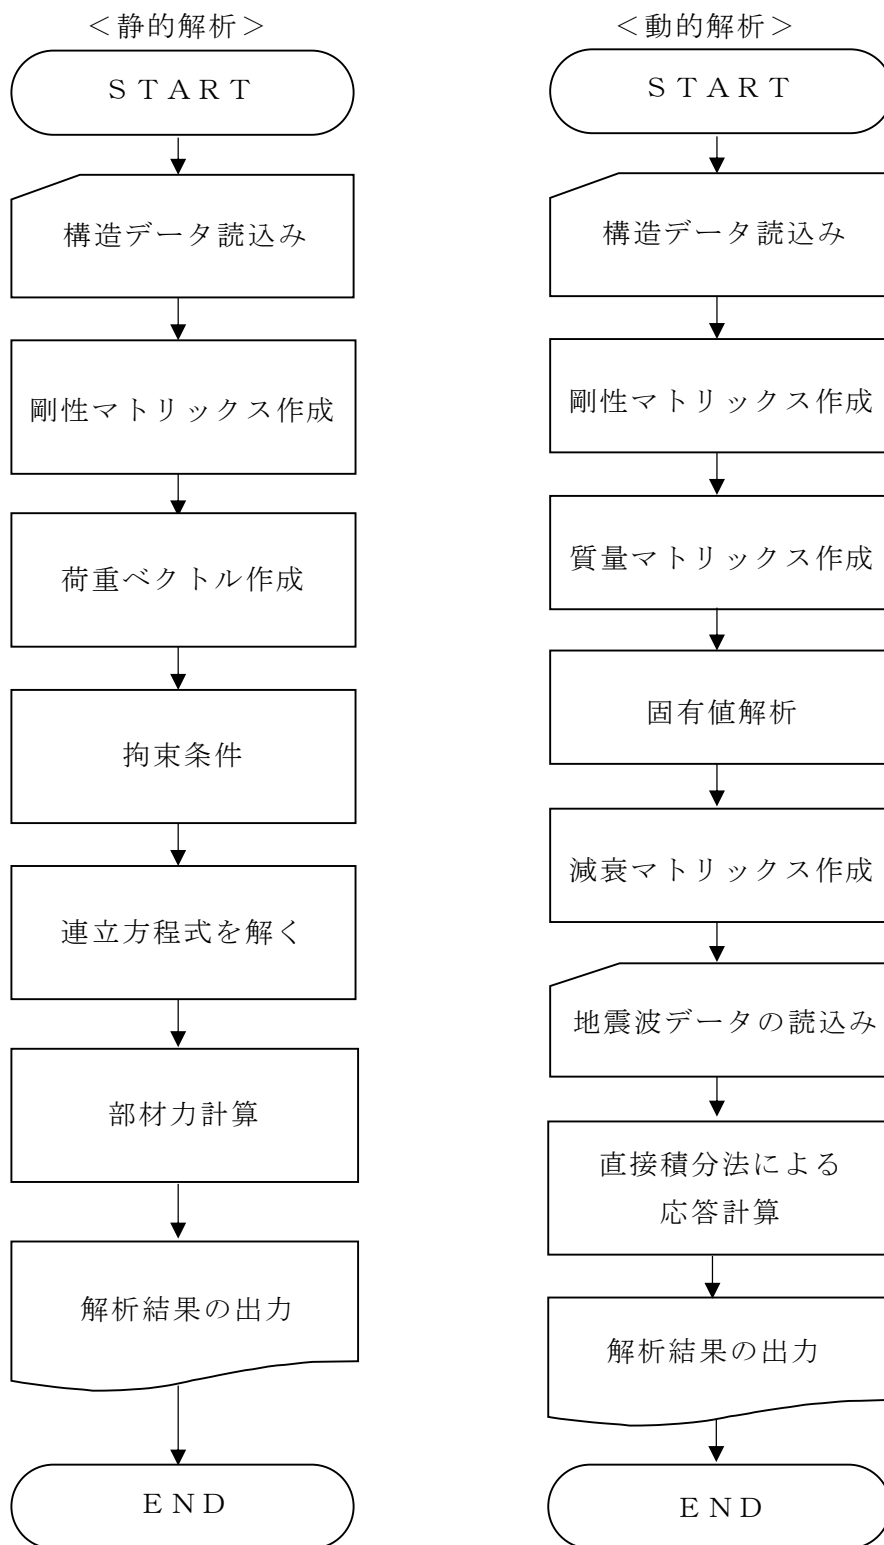 ＜静的解析＞
ＳＴＡＲＴ
構造データ読込み
剛性マトリックス作成
荷重ベクトル作成
拘束条件
連立方程式を解く
部材力計算
解析結果の出力
ＥＮＤ
＜動的解析＞
ＳＴＡＲＴ
構造データ読込み
剛性マトリックス作成
質量マトリックス作成
固有値解析
減衰マトリックス作成
地震波データの読込み
直接積分法による
応答計算
解析結果の出力
ＥＮＤ